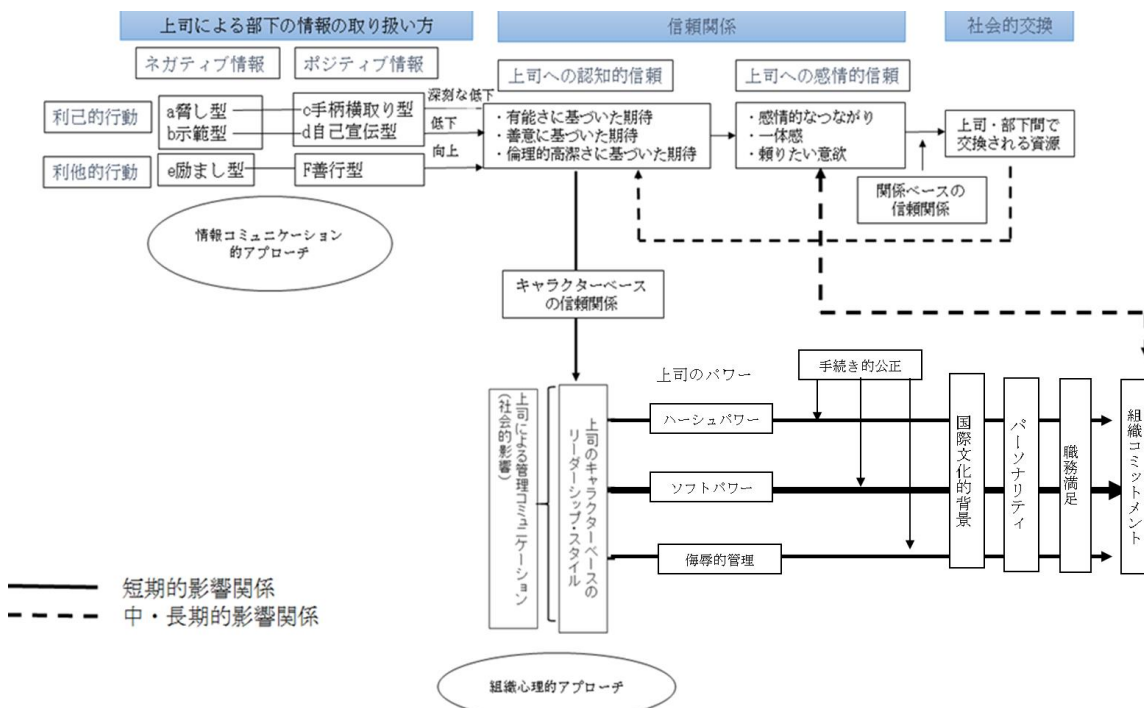 上司による部下の情報の取り扱い方
信頼関係
社会的交換
ネガティブ情報
ポジティブ情報
上司への認知的信頼
上司への感情的信頼
利己的行動
a脅し型
b示範型
c手柄横取り型
d自己宣伝型
深刻な低下
低下
向上
・有能さに基づいた期待
・善意に基づいた期待
・倫理的高潔さに基づいた期待
・感情的なつながり
・一体感
・頼りたい意欲
上司・部下間で
交換される資源
利他的行動
e励まし型
F善行型
関係ベースの
信頼関係
情報コミュニケーション
的アプローチ
キャラクターベース
の信頼関係
上司による管理コミュニケーション
(社会的影響)
上司のキャラクターベースの
リーダーシップ・スタイル
上司のパワー
手続き的公正
ハーシュパワー
ソフトパワー
侮辱的管理
国際文化的背景
パーソナリティ
職務満足
組織コミットメント
短期的影響関係
中・長期的影響関係
組織心理的アプローチ